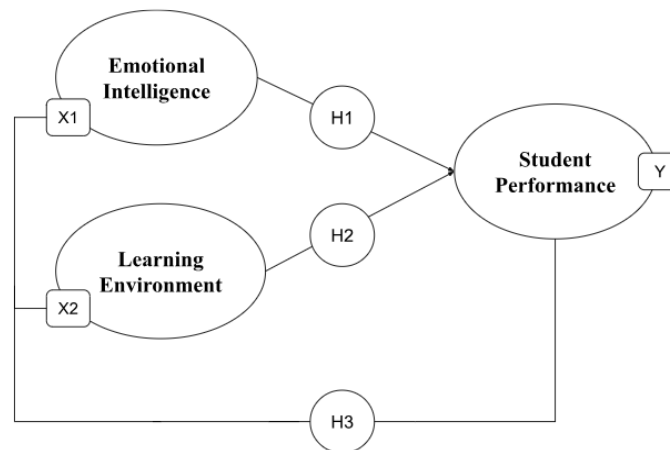 Emotional
Intelligence
X1
H1
Student
Performance
Y
H2
Learning
Environment
X2
H3